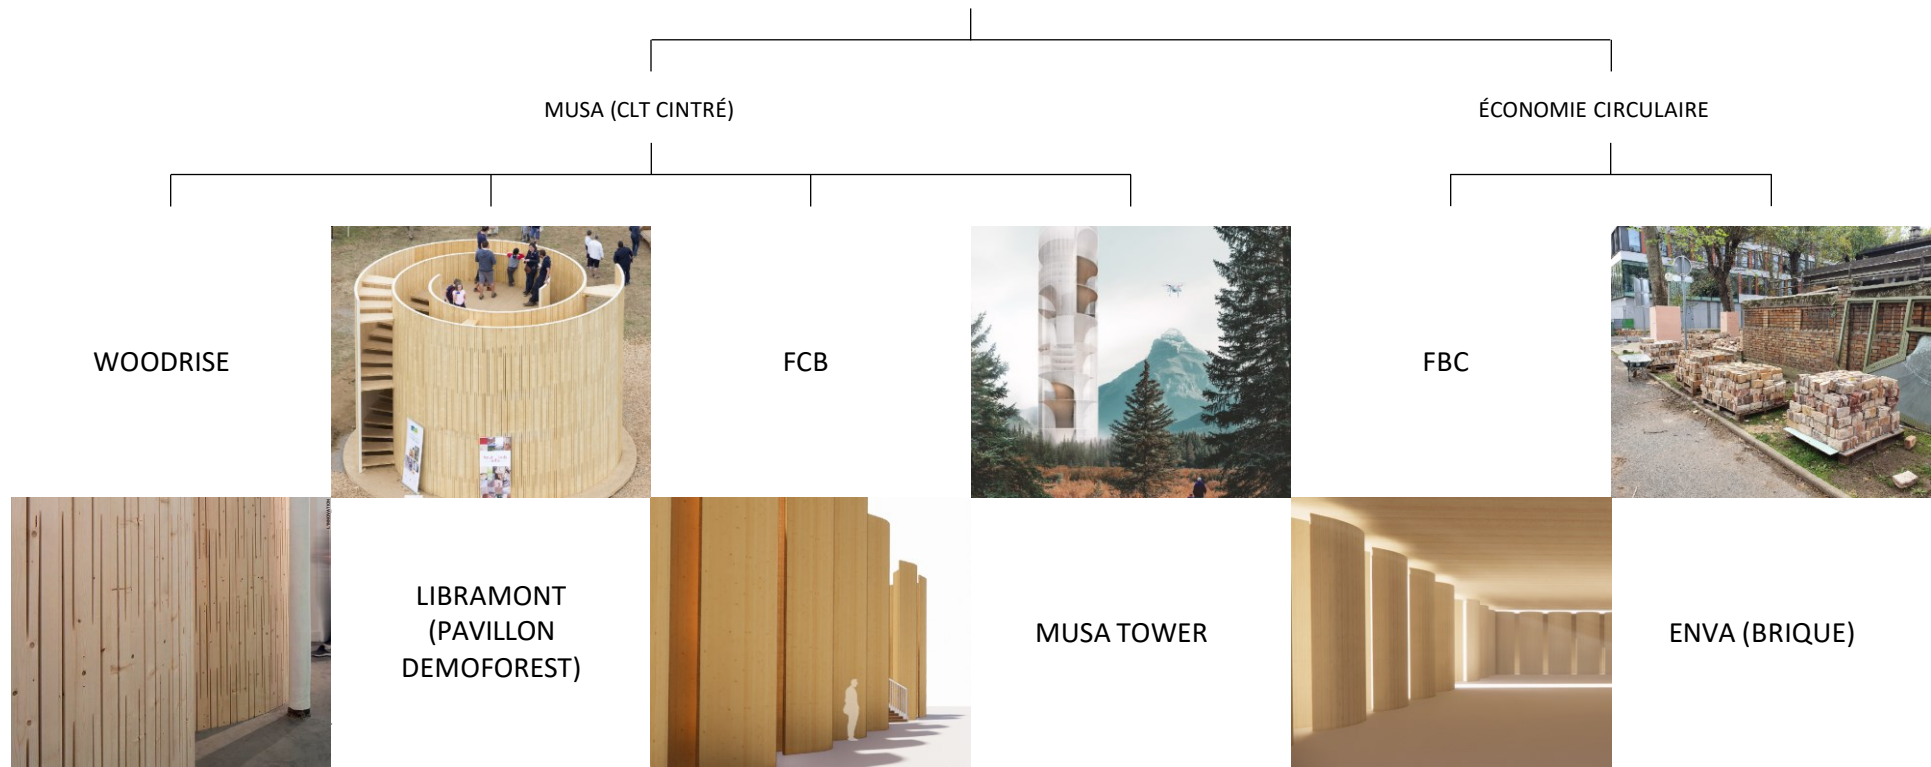 MUSA (CLT CINTRÉ)
ÉCONOMIE CIRCULAIRE
WOODRISE
FCB
FBC
LIBRAMONT
(PAVILLON
DEMOFOREST)
MUSA TOWER
ENVA (BRIQUE)